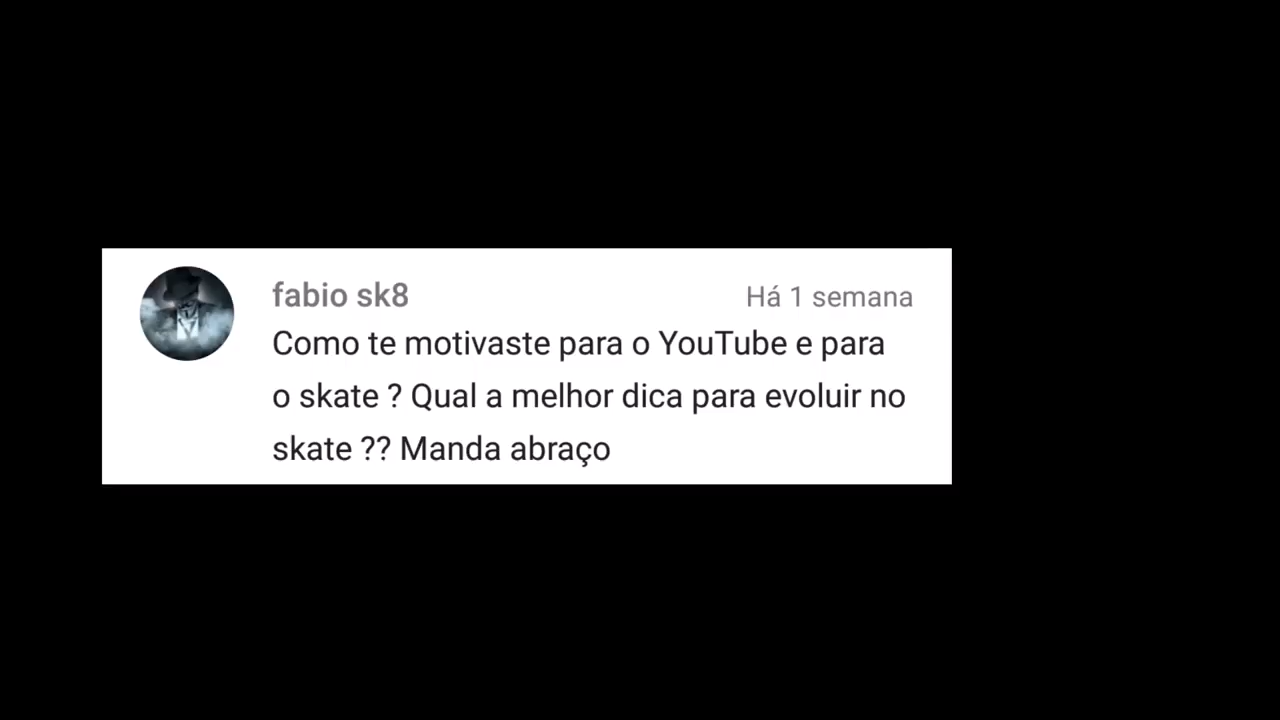 fabio sk8 Há 1 semana
Como te motivaste para o YouTube e para
o skate ? Qual a melhor dica para evoluir no
skate ?? Manda abraço